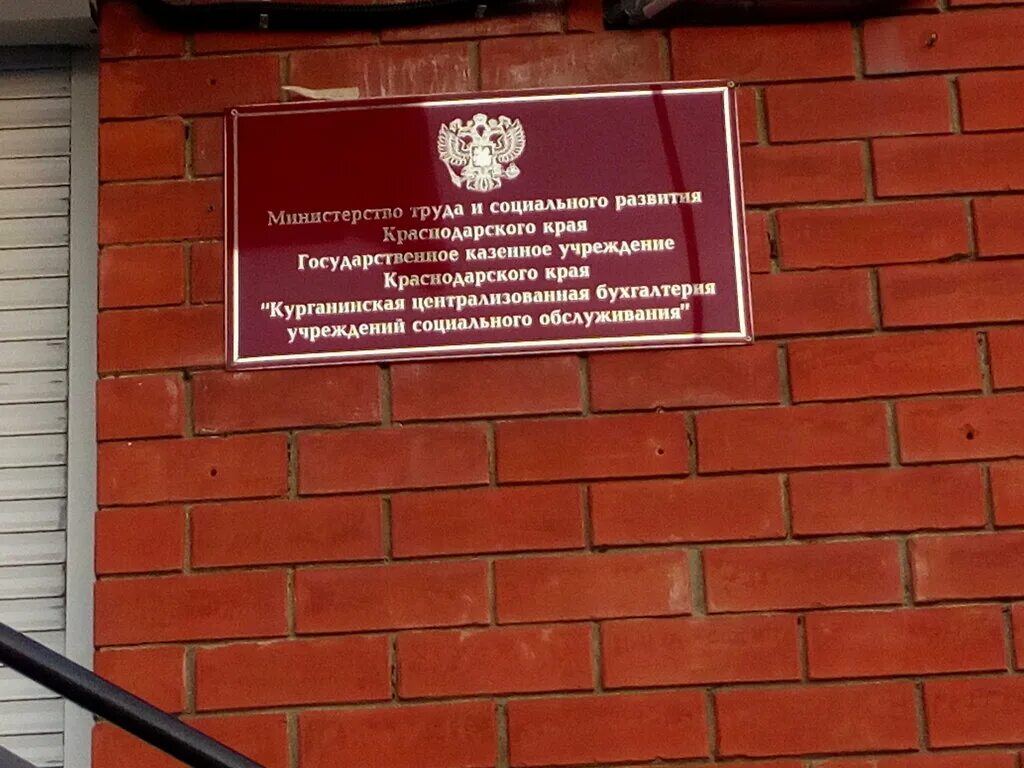 Министерство труда и социального развития
Краснодарского края
Государственное казенное учреждение
Краснодарского края
"Курганинская централизованная бухгалтерия
учреждений социального обслуживания"